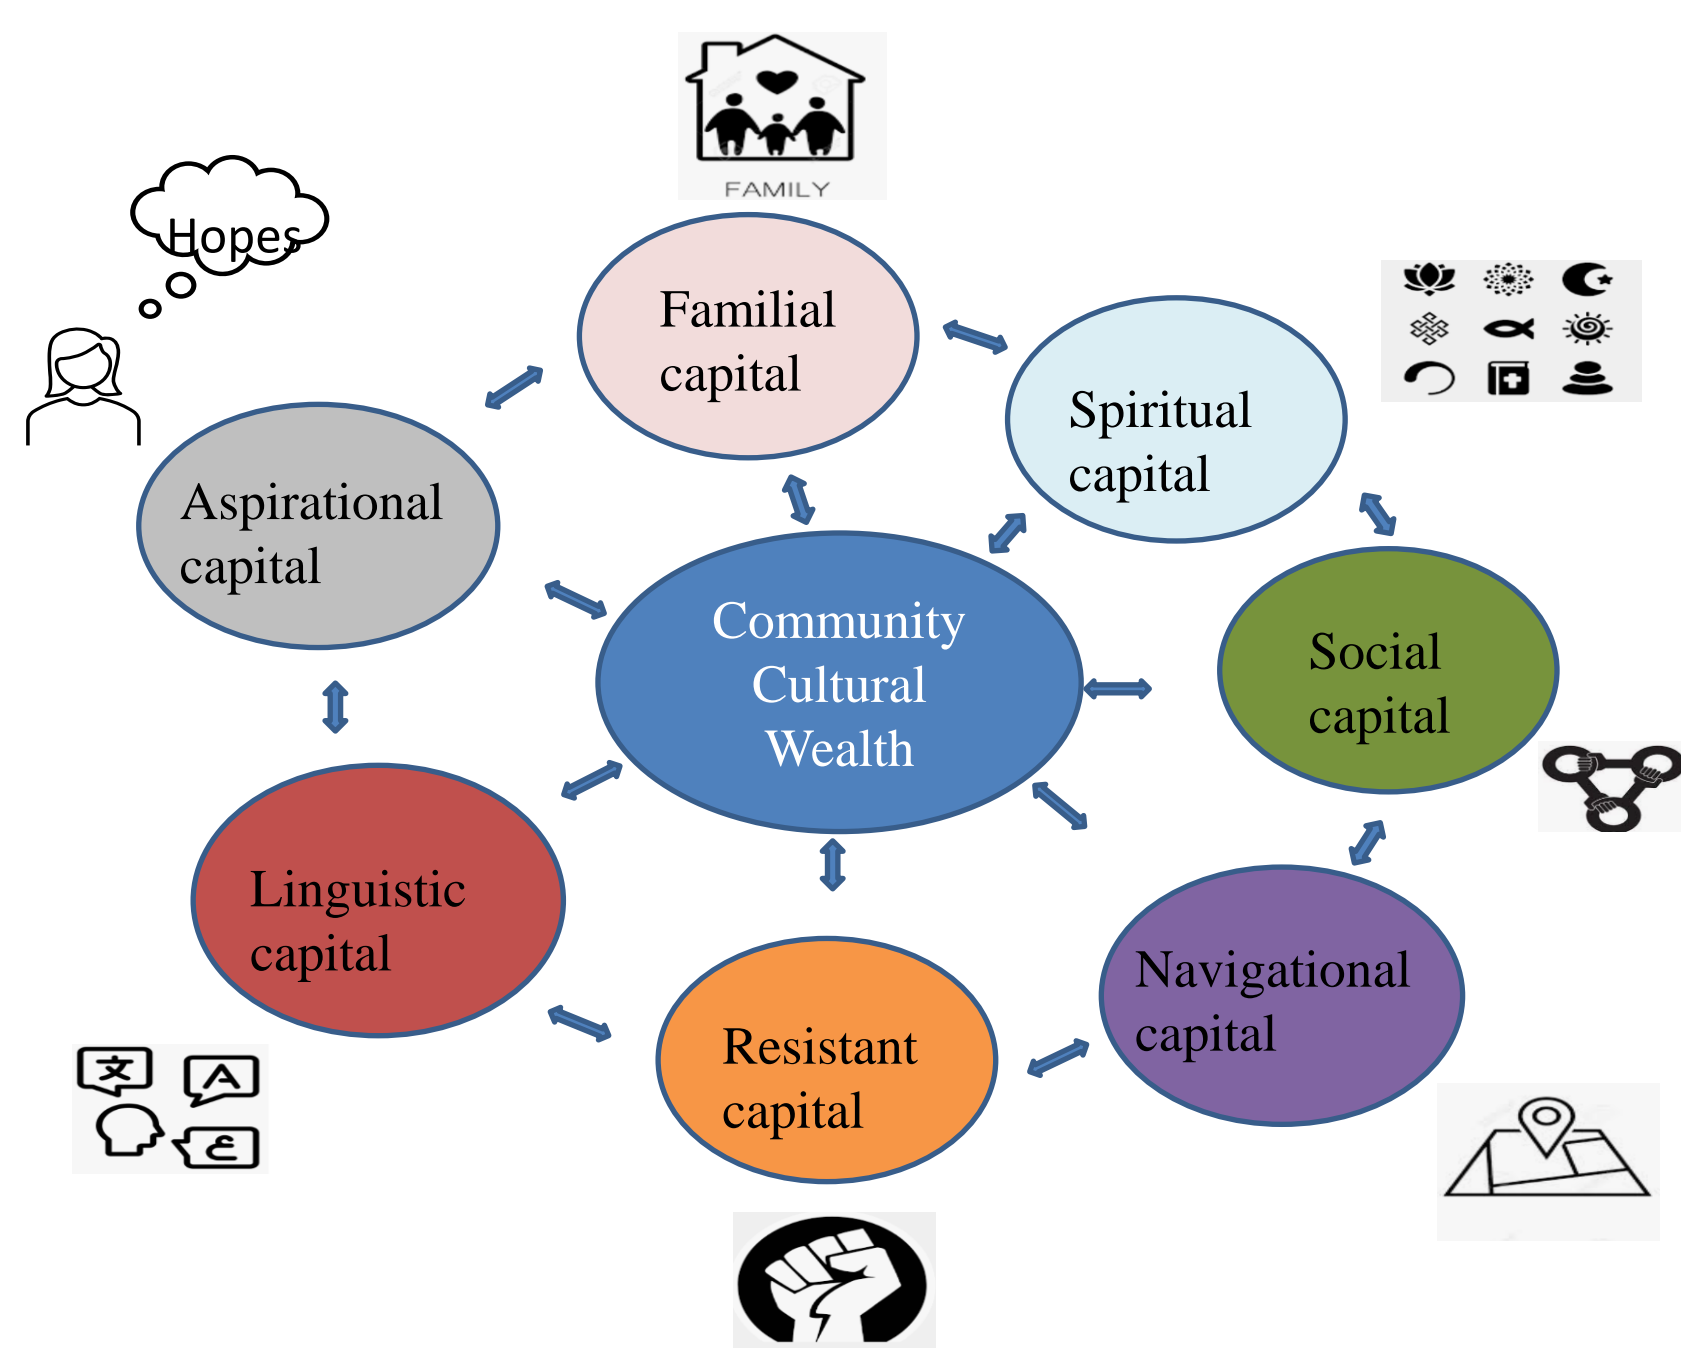 FAMILY
Hopes
Familial
capital
Spiritual
capital
Aspirational
capital
Community
Cultural
Wealth
Social
capital
Linguistic
capital
Navigational
capital
Resistant
capital
文
A
ع